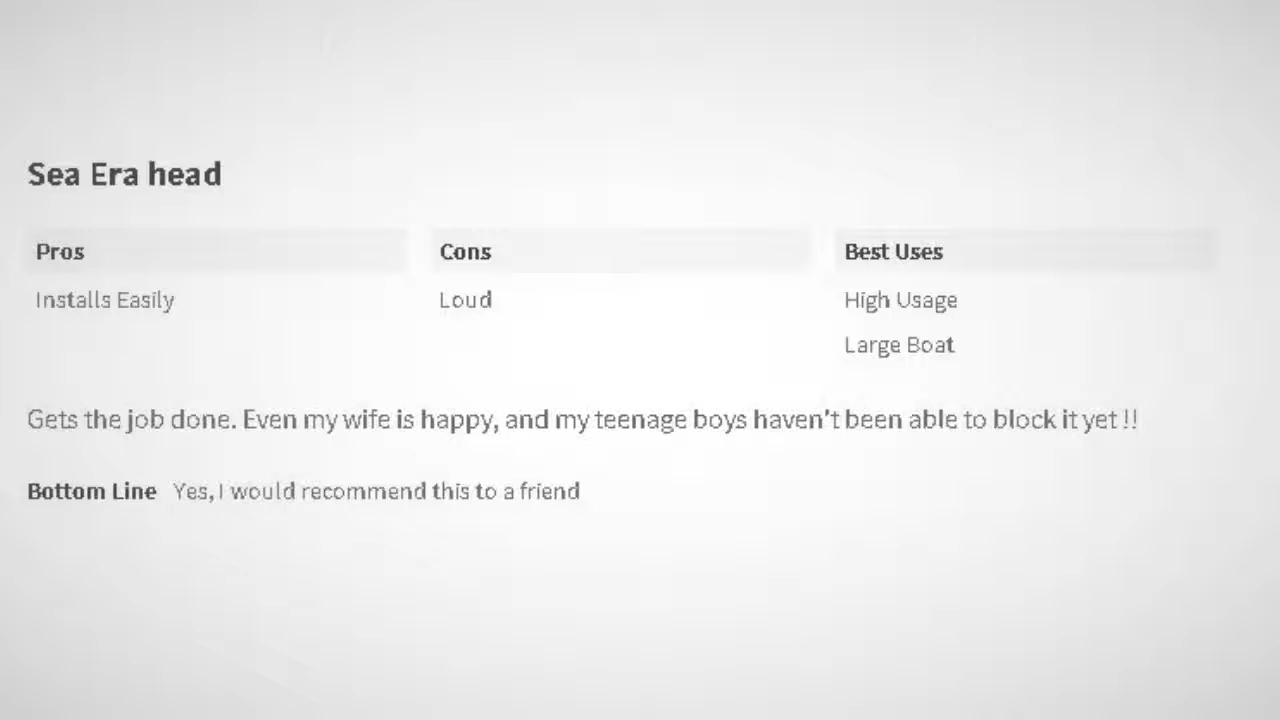 Sea Era head
Pros Cons Best Uses
Installs Easily Loud High Usage
Large Boat
Gets the job done. Even my wife is happy, and my teenage boys haven't been able to block it yet !!
Bottom Line Yes, I would recommend this to a friend